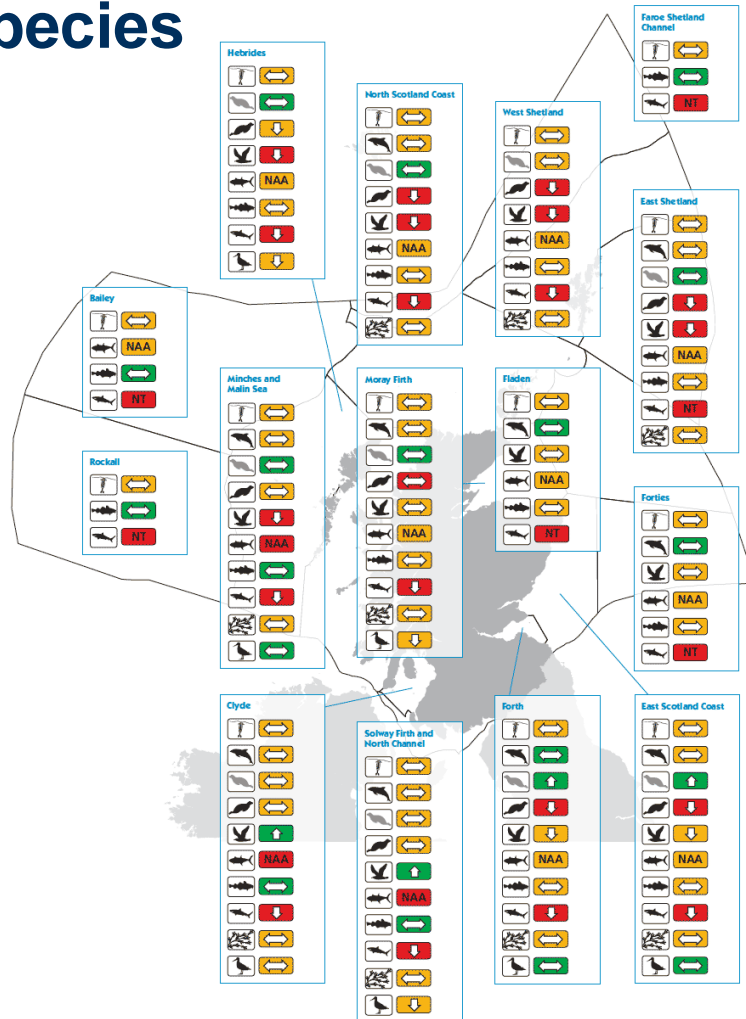 pecies
Faroe Shetland
Channel
NT
Hebrides
NAA
North Scotland Coast
NAA
West Shetland
NAA
East Shetland
NAA
NT
Bailey
NAA
NT
Minches and
Malin Sea
NAA
Moray Firth
NAA
Fladen
NAA
NT
Rockall
NT
Forties
NAA
NT
Clyde
NAA
Solway Firth and
North Channel
NAA
Forth
NAA
East Scotland Coast
NAA